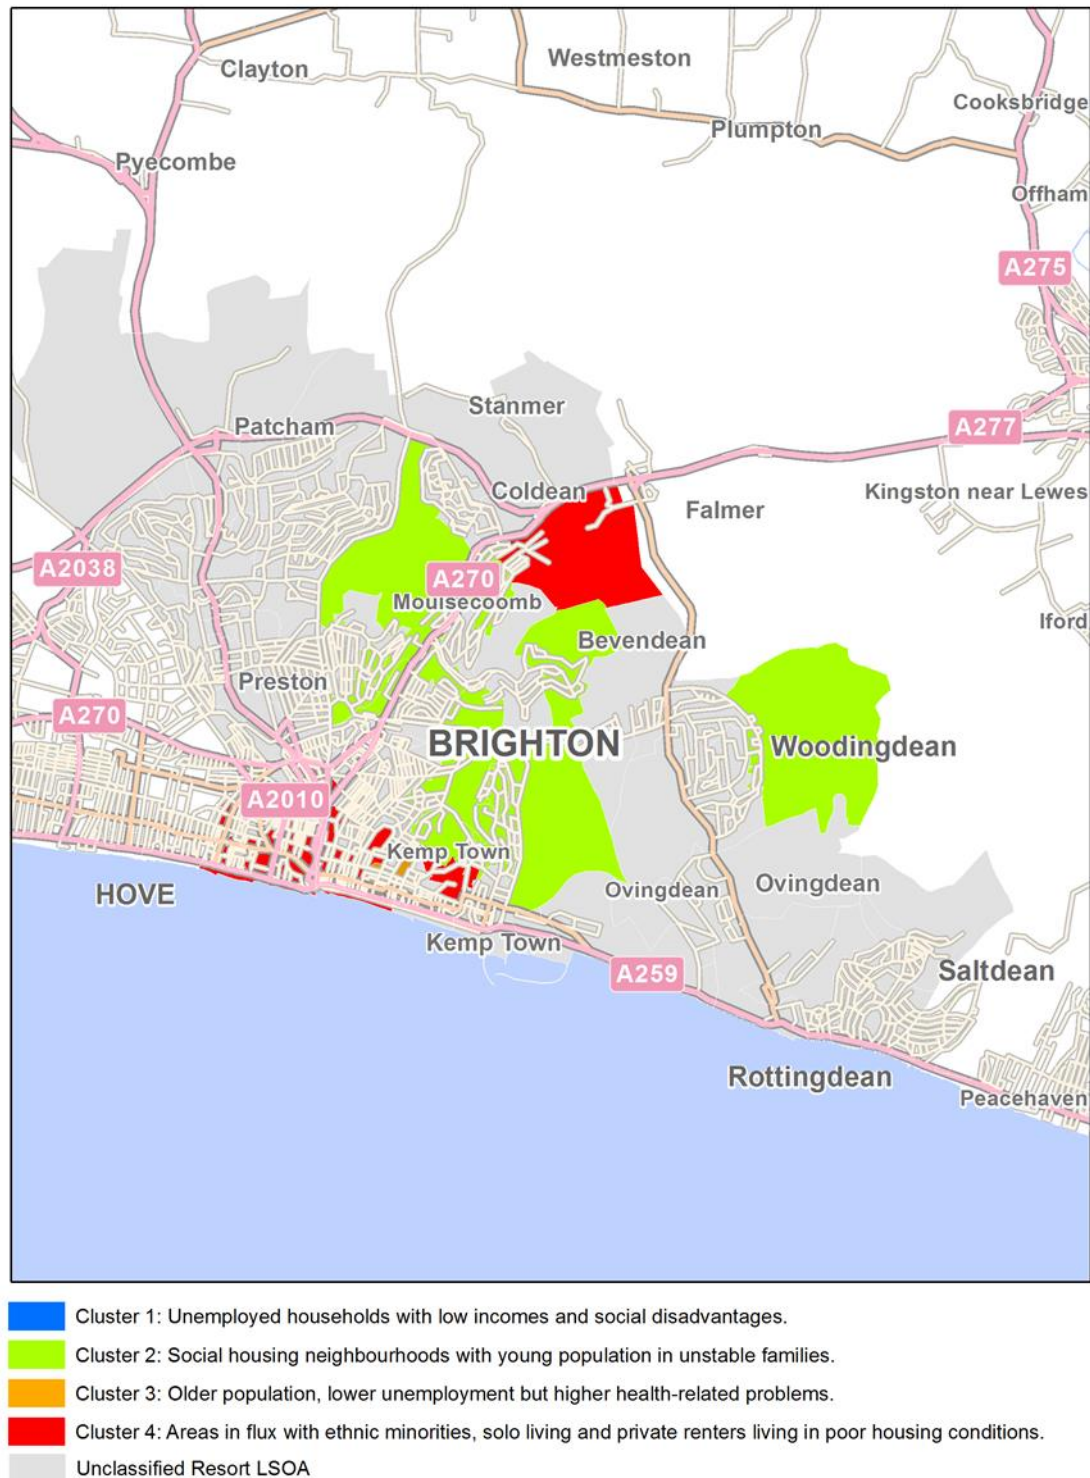 Clayton
Westmeston
Cooksbridge
Plumpton
Pyecombe
Offham
A275
Stanmer
Patcham
A277
Coldean
Kingston near Lewes
Falmer
A2038
A270
Moulsecoomb
Iford
Bevendean
Preston
A270
BRIGHTON
Woodingdean
A2010
Kemp Town
HOVE
Ovingdean
Ovingdean
Kemp Town
A259
Saltdean
Rottingdean
Peacehaven
Cluster 1: Unemployed households with low incomes and social disadvantages.
Cluster 2: Social housing neighbourhoods with young population in unstable families.
Cluster 3: Older population, lower unemployment but higher health-related problems.
Cluster 4: Areas in flux with ethnic minorities, solo living and private renters living in poor housing conditions.
Unclassified Resort LSOA